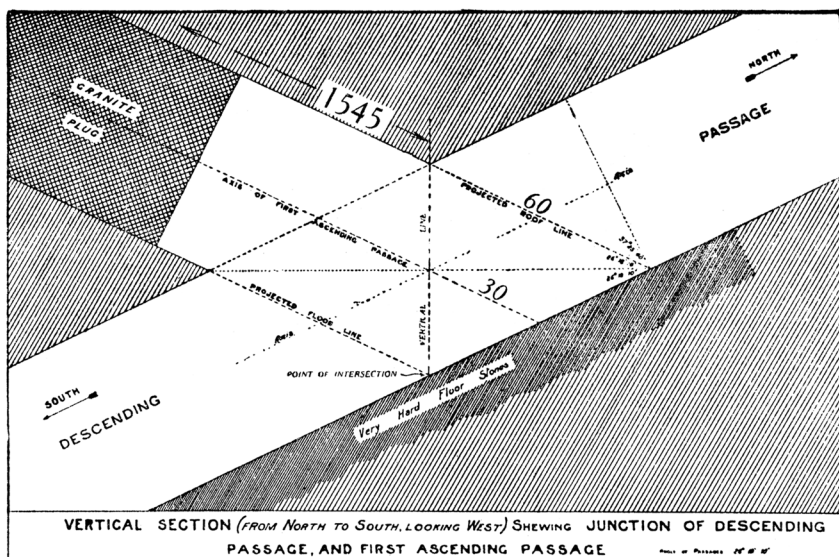 GRANITE
PLUG
1545
NORTH
PASSAGE
AXIS OF FIRST
ASCENDING PASSAGE
LINE
VERTICAL
PROJECTED
ROOF LINE
60
Axis
30
PROJECTED FLOOR LINE
Axis
POINT OF INTERSECTION
SOUTH
DESCENDING
Very Hard Floor Stones
VERTICAL SECTION (FROM NORTH TO SOUTH, LOOKING WEST) SHEWING JUNCTION OF DESCENDING
PASSAGE, AND FIRST ASCENDING PASSAGE